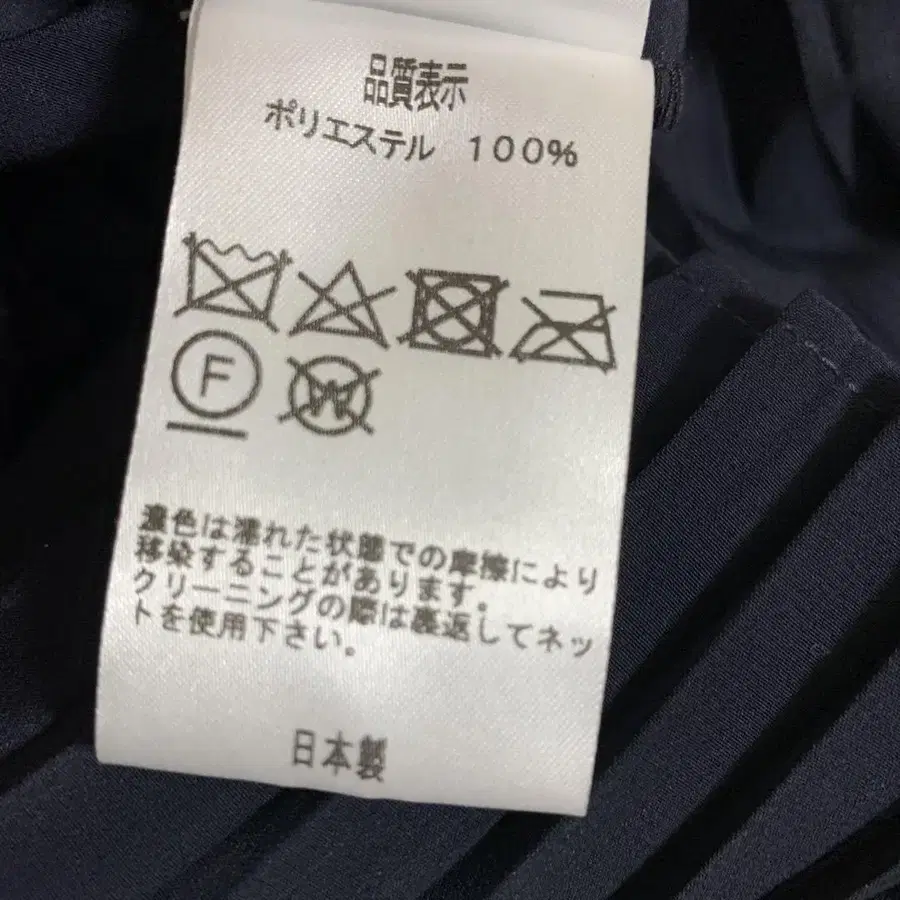 品質表示
ポリエステル 100%
F
W
濃色は濡れた状態での摩擦により
移染することがあります。
クリーニングの際は裏返してネッ
トを使用下さい。
日本製